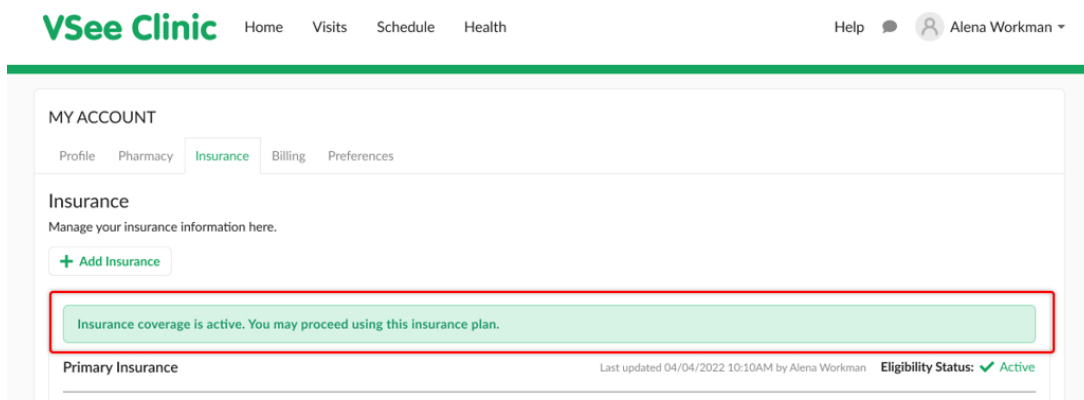 VSee Clinic Home Visits Schedule Health Help Alena Workman
MY ACCOUNT
Profile Pharmacy Insurance Billing Preferences
Insurance
Manage your insurance information here.
+ Add Insurance
Insurance coverage is active. You may proceed using this insurance plan.
Primary Insurance Last updated 04/04/2022 10:10AM by Alena Workman Eligibility Status: ✓ Active